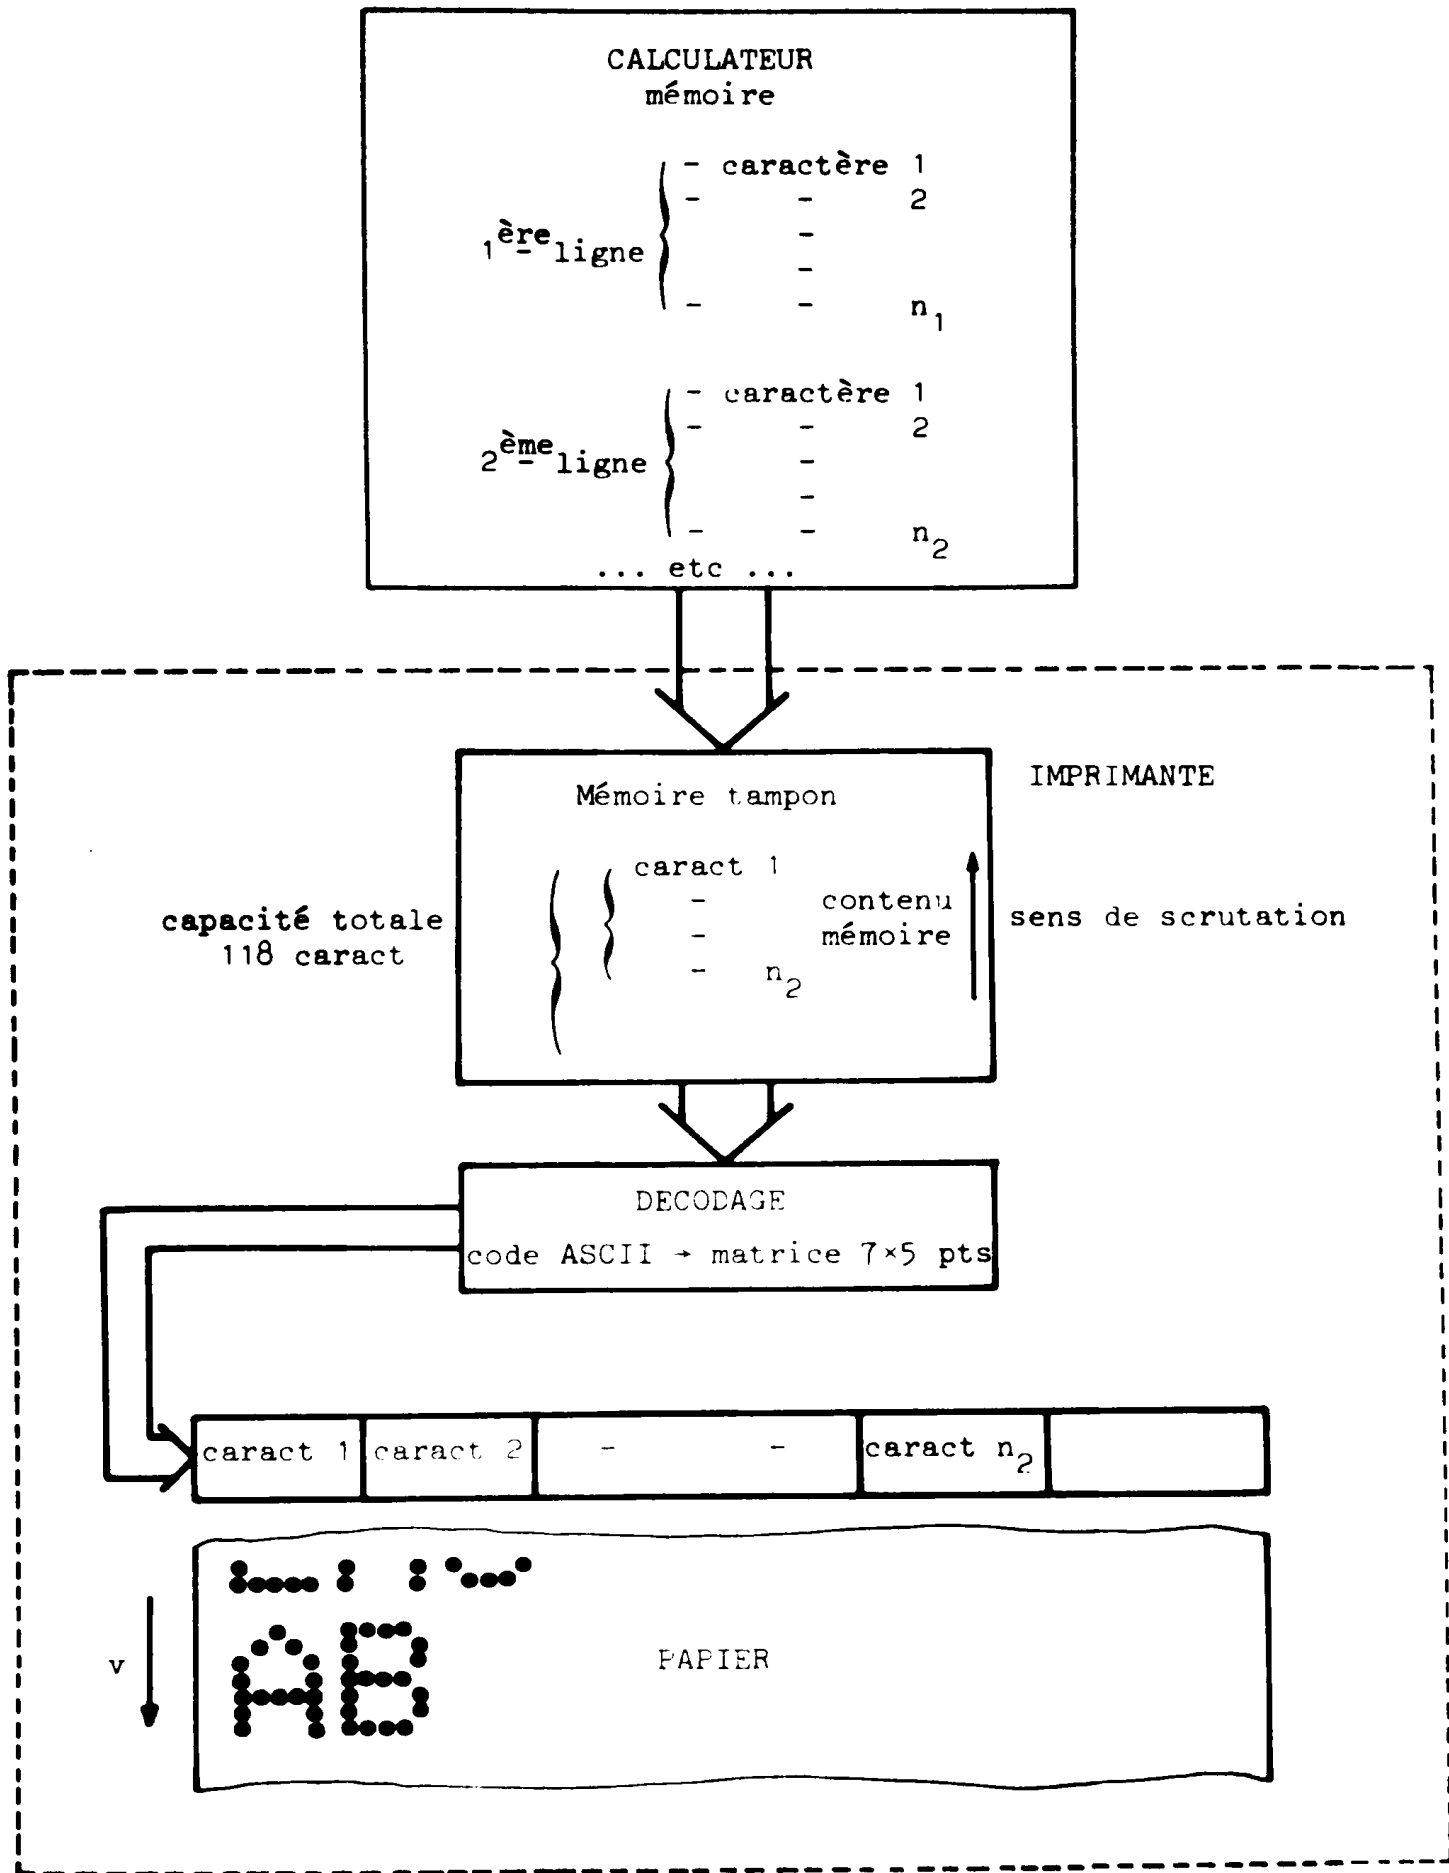 CALCULATEUR
mémoire
- caractère 1
- - 2
-
1ère ligne
-
- - n1
- caractère 1
- - 2
2ème ligne
-
-
- - n2
... etc ...
IMPRIMANTE
Mémoire tampon
caract 1
-
-
- n2
contenu
mémoire
sens de scrutation
capacité totale
118 caract
DECODAGE
code ASCII → matrice 7×5 pts
caract 1 caract 2 - - caract n2
v
AB
PAPIER